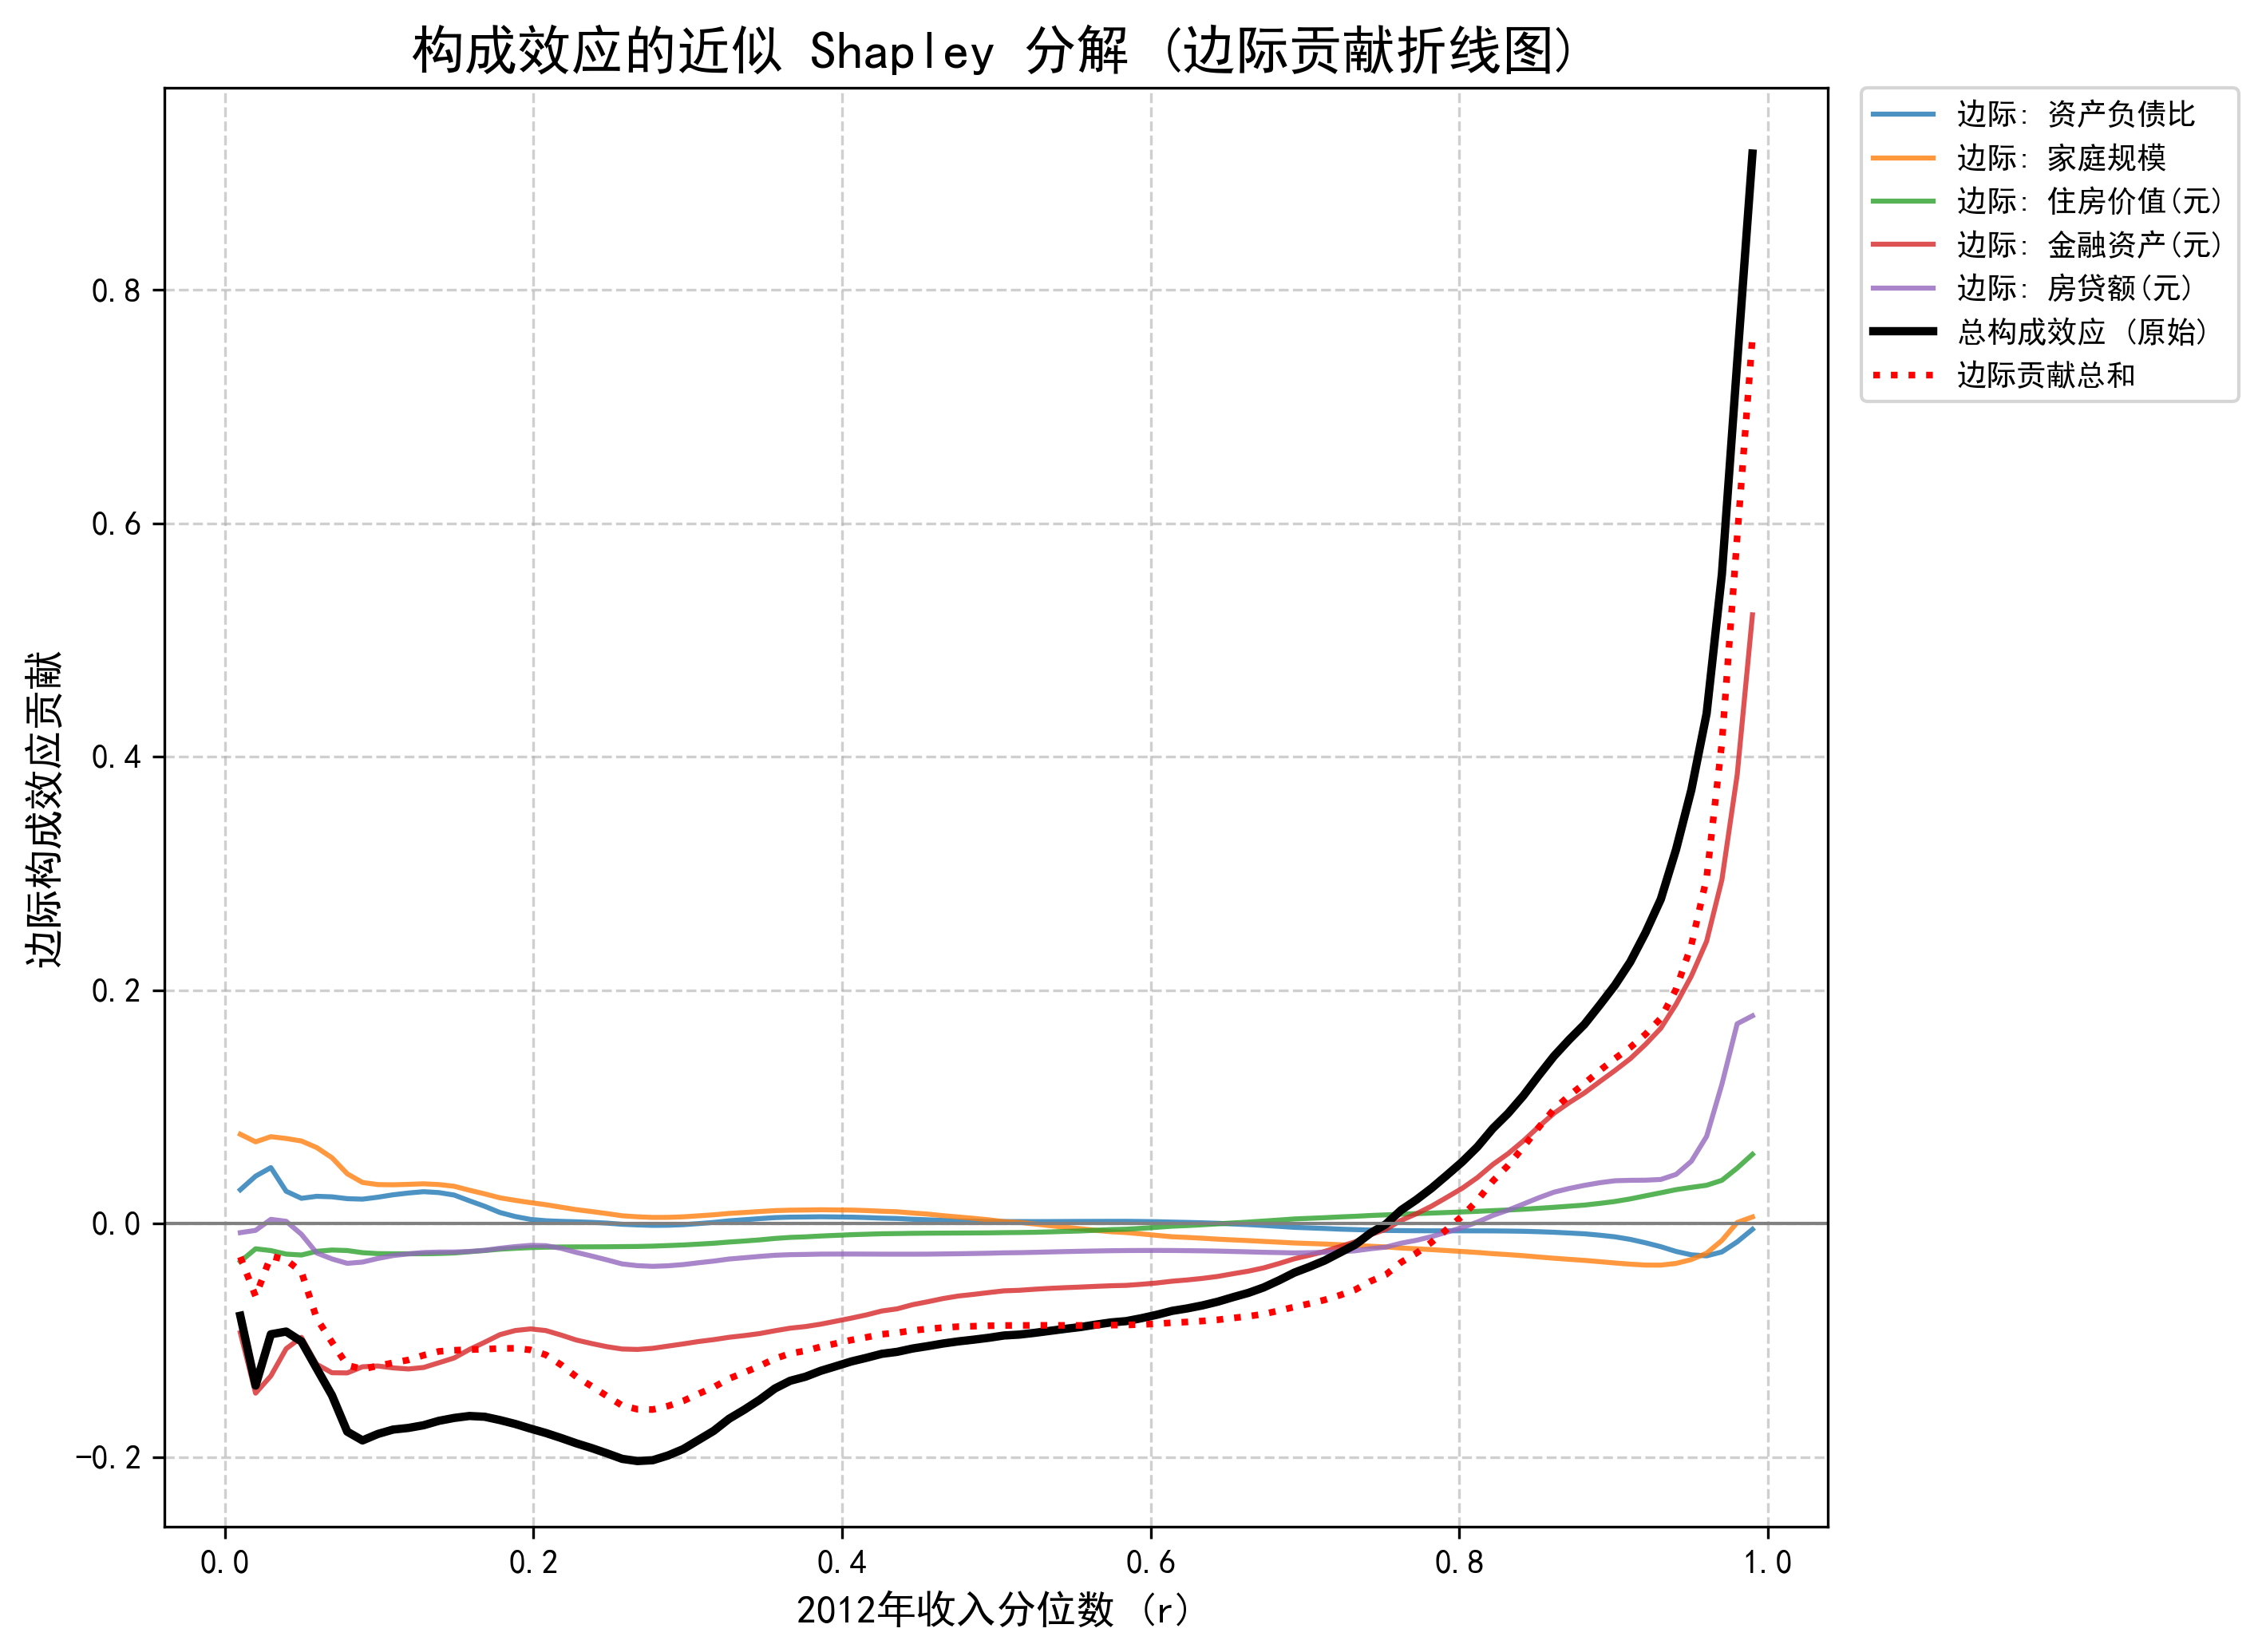 构成效应的近似 Shapley 分解 (边际贡献折线图)
边际: 资产负债比
边际: 家庭规模
边际: 住房价值(元)
边际: 金融资产(元)
边际: 房贷额(元)
总构成效应 (原始)
边际贡献总和
边际构成效应贡献
0.8
0.6
0.4
0.2
0.0
-0.2
0.0 0.2 0.4 0.6 0.8 1.0
2012年收入分位数 (r)